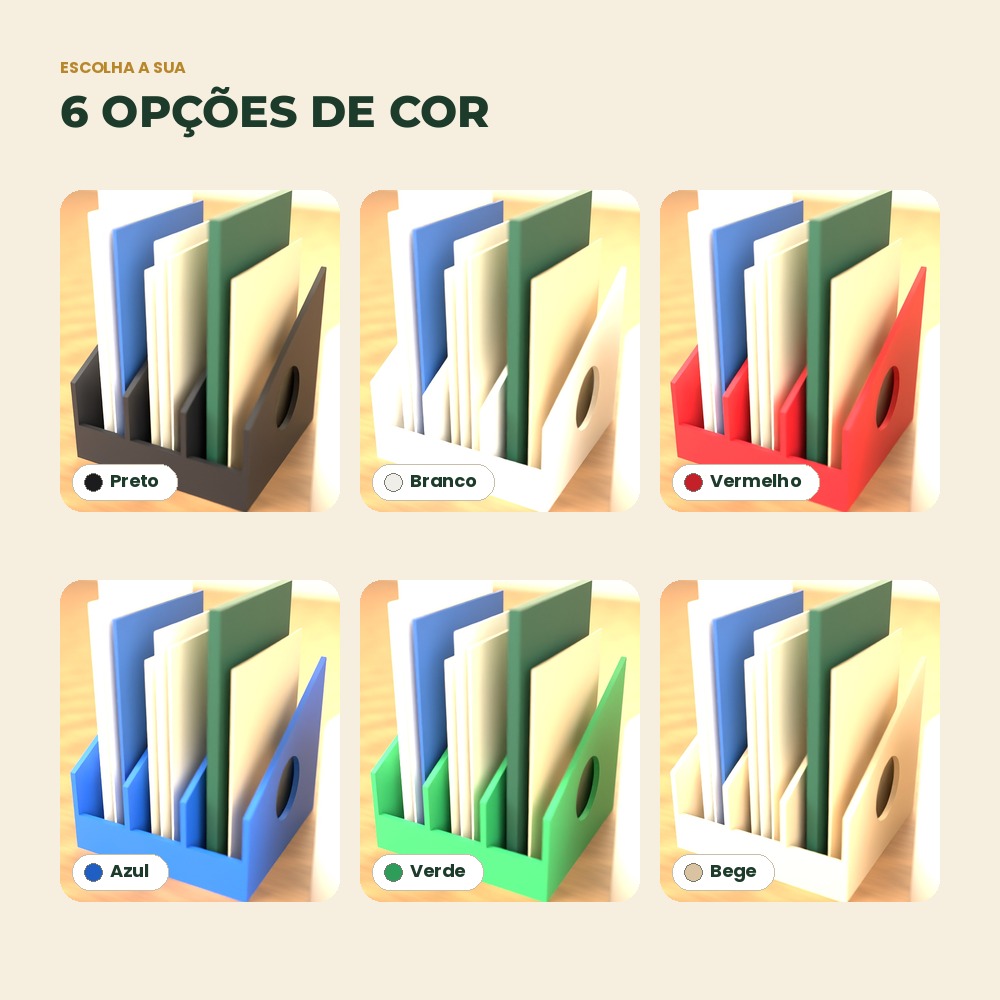 ESCOLHA A SUA
6 OPÇÕES DE COR
Preto
Branco
Vermelho
Azul
Verde
Bege